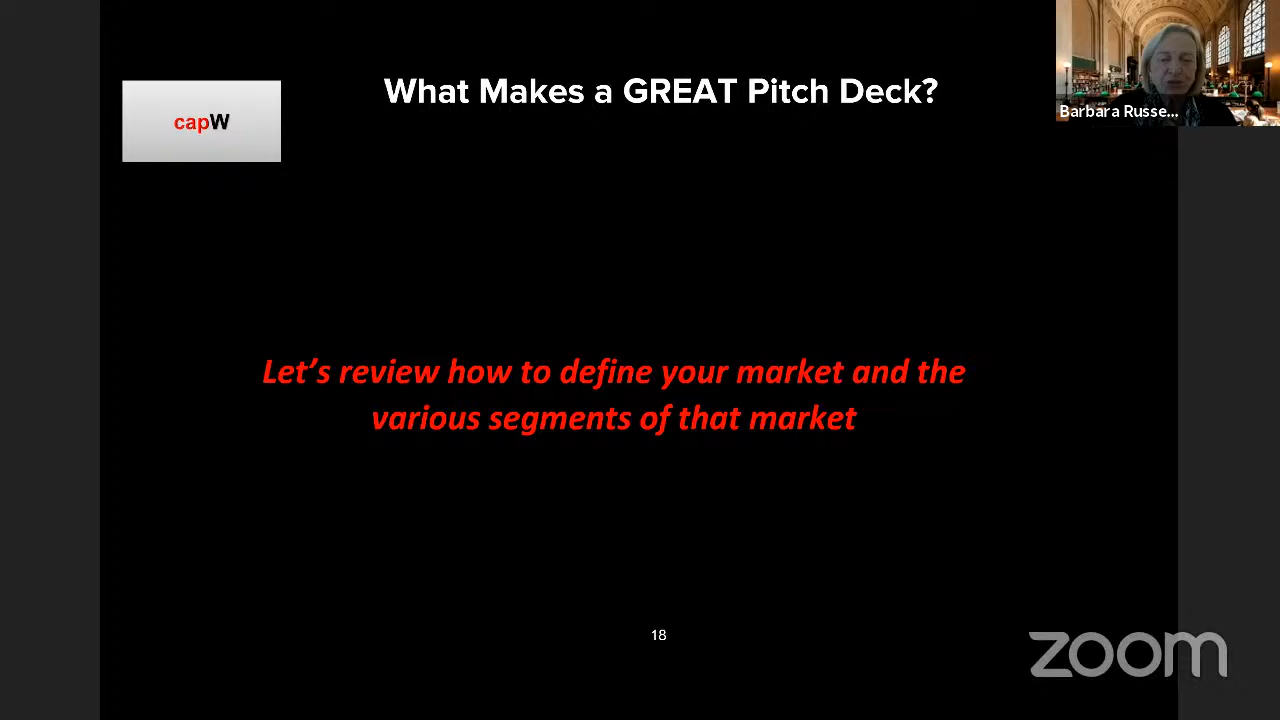 What Makes a GREAT Pitch Deck?
capW
Barbara Russe...
Let's review how to define your market and the
various segments of that market
18
zoom